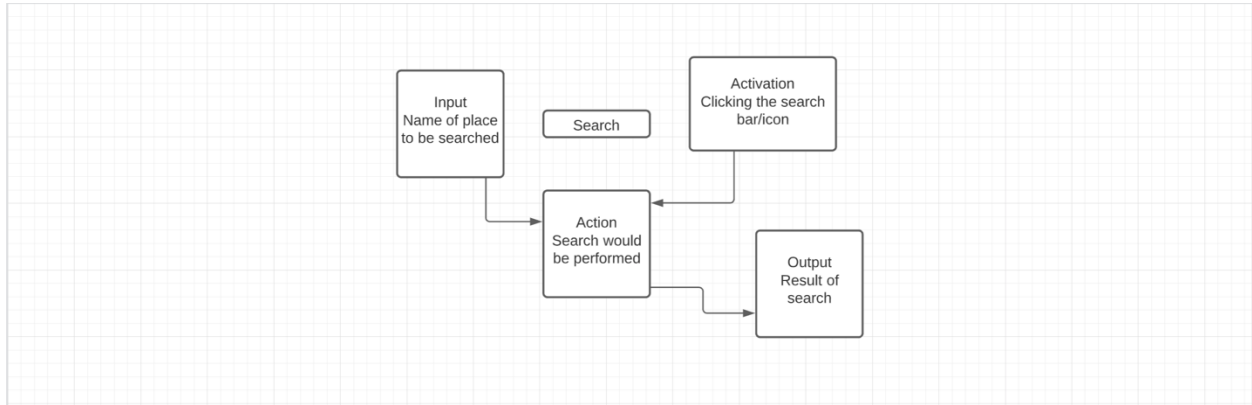 Input
Name of place
to be searched
Search
Activation
Clicking the search
bar/icon
Action
Search would
be performed
Output
Result of
search